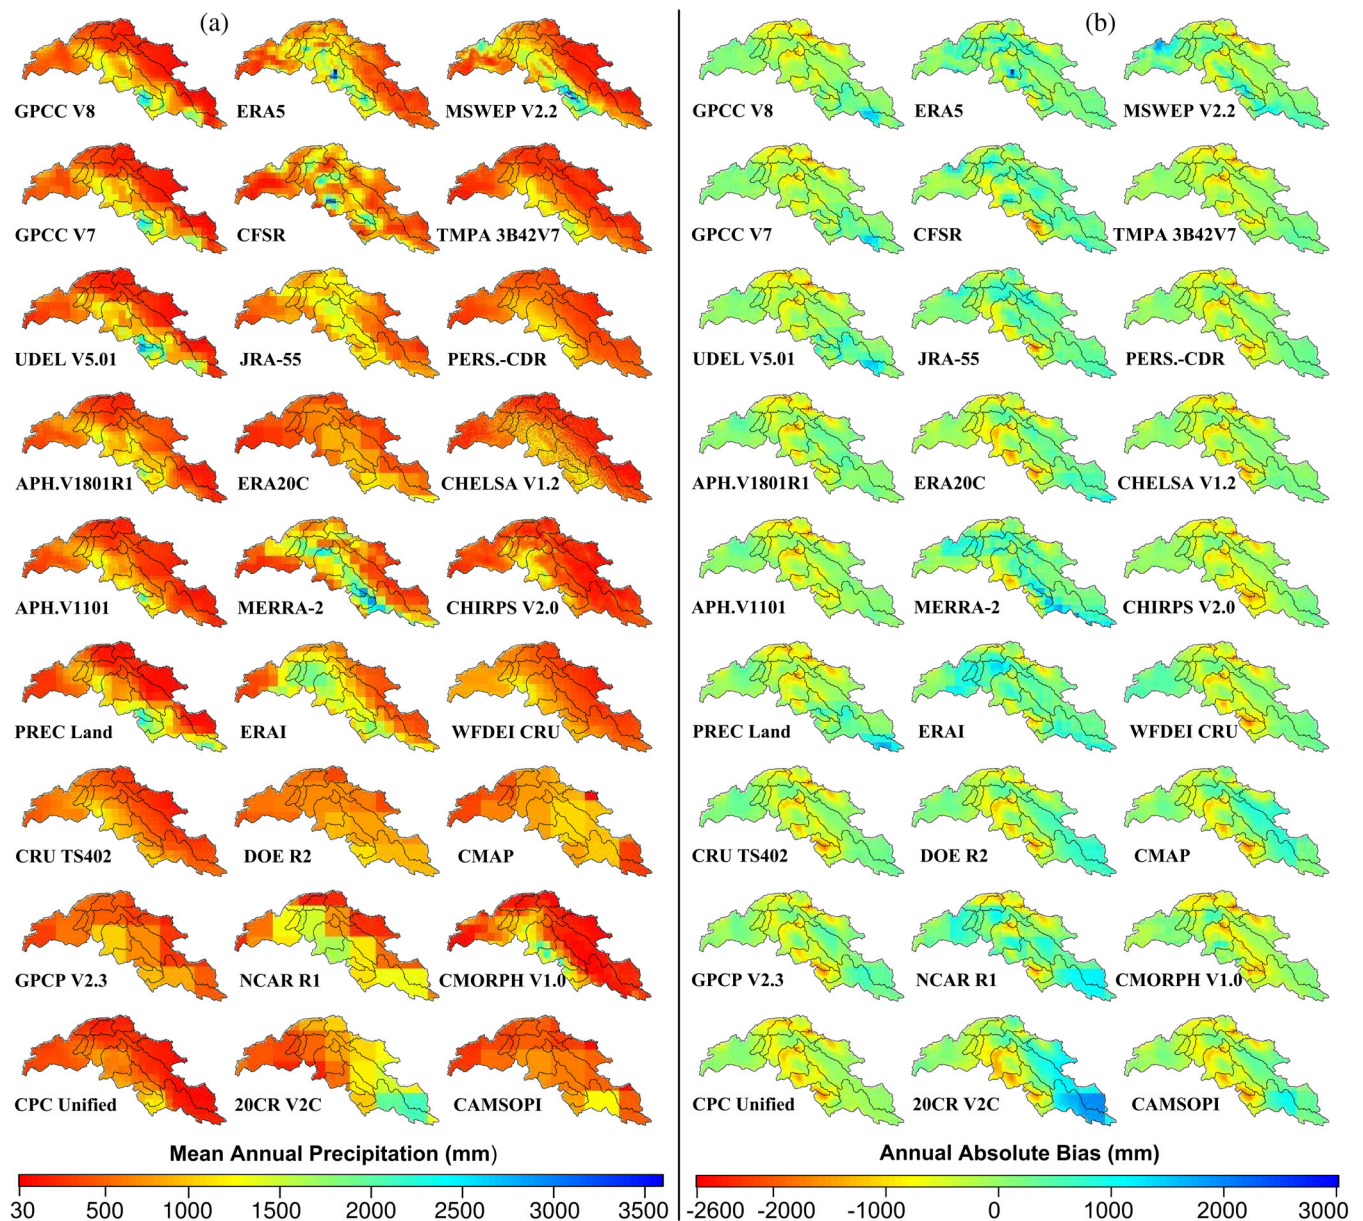 (a) (b)
GPCC V8 ERA5 MSWEP V2.2 GPCC V8 ERA5 MSWEP V2.2
GPCC V7 CFSR TMPA 3B42V7 GPCC V7 CFSR TMPA 3B42V7
UDEL V5.01 JRA-55 PERS.-CDR UDEL V5.01 JRA-55 PERS.-CDR
APH.V1801R1 ERA20C CHELSA V1.2 APH.V1801R1 ERA20C CHELSA V1.2
APH.V1101 MERRA-2 CHIRPS V2.0 APH.V1101 MERRA-2 CHIRPS V2.0
PREC Land ERAI WFDEI CRU PREC Land ERAI WFDEI CRU
CRU TS402 DOE R2 CMAP CRU TS402 DOE R2 CMAP
GPCP V2.3 NCAR R1 CMORPH V1.0 GPCP V2.3 NCAR R1 CMORPH V1.0
CPC Unified 20CR V2C CAMSOPI CPC Unified 20CR V2C CAMSOPI
Mean Annual Precipitation (mm) Annual Absolute Bias (mm)
30 500 1000 1500 2000 2500 3000 3500 -2600 -2000 -1000 0 1000 2000 3000